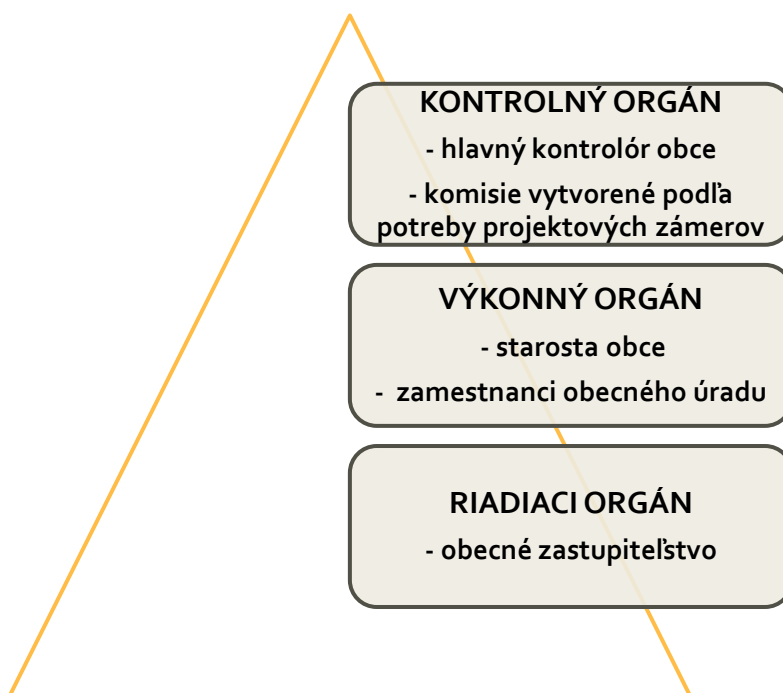 KONTROLNÝ ORGÁN
- hlavný kontrolór obce
- komisie vytvorené podľa
potreby projektových zámerov
VÝKONNÝ ORGÁN
- starosta obce
- zamestnanci obecného úradu
RIADIACI ORGÁN
- obecné zastupiteľstvo